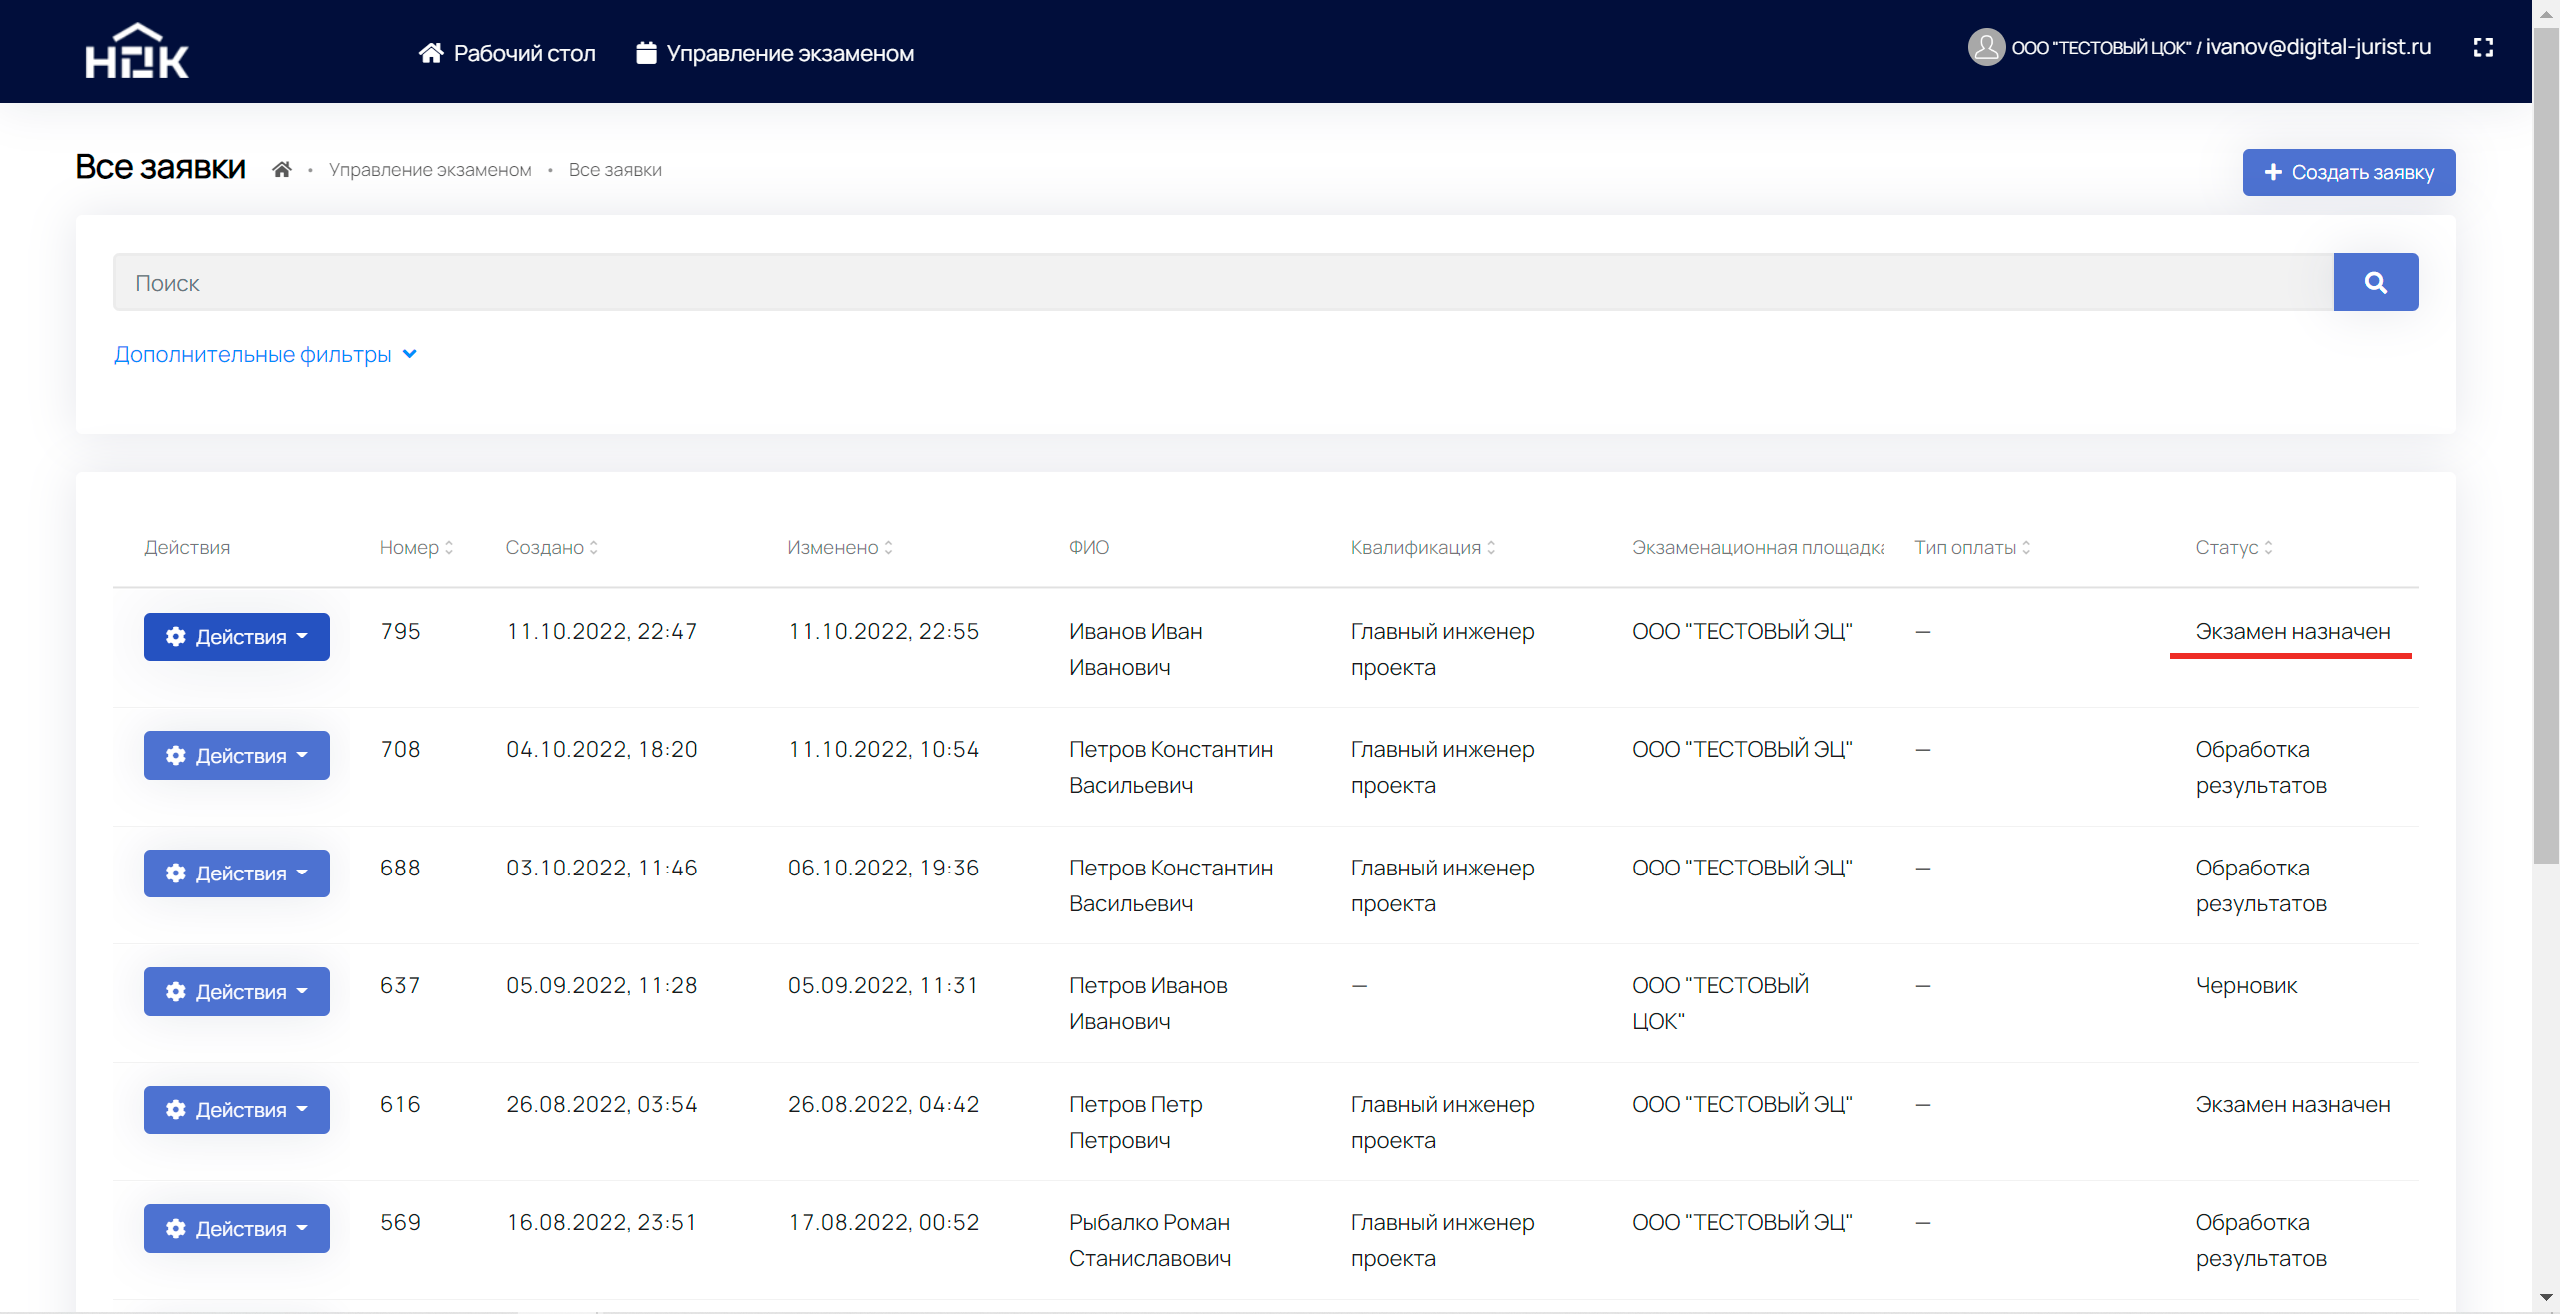 НОК
Рабочий стол
Управление экзаменом
ООО "ТЕСТОВЫЙ ЦОК" / ivanov@digital-jurist.ru
Все заявки
Управление экзаменом • Все заявки
Создать заявку
Поиск
Дополнительные фильтры
Действия Номер Создано Изменено ФИО Квалификация Экзаменационная площадка Тип оплаты Статус
Действия 795 11.10.2022, 22:47 11.10.2022, 22:55 Иванов Иван Главный инженер ООО "ТЕСТОВЫЙ ЭЦ" — Экзамен назначен
Иванович проекта
Действия 708 04.10.2022, 18:20 11.10.2022, 10:54 Петров Константин Главный инженер ООО "ТЕСТОВЫЙ ЭЦ" — Обработка
Васильевич проекта результатов
Действия 688 03.10.2022, 11:46 06.10.2022, 19:36 Петров Константин Главный инженер ООО "ТЕСТОВЫЙ ЭЦ" — Обработка
Васильевич проекта результатов
Действия 637 05.09.2022, 11:28 05.09.2022, 11:31 Петров Иванов — ООО "ТЕСТОВЫЙ — Черновик
Иванович ЦОК"
Действия 616 26.08.2022, 03:54 26.08.2022, 04:42 Петров Петр Главный инженер ООО "ТЕСТОВЫЙ ЭЦ" — Экзамен назначен
Петрович проекта
Действия 569 16.08.2022, 23:51 17.08.2022, 00:52 Рыбалко Роман Главный инженер ООО "ТЕСТОВЫЙ ЭЦ" — Обработка
Станиславович проекта результатов